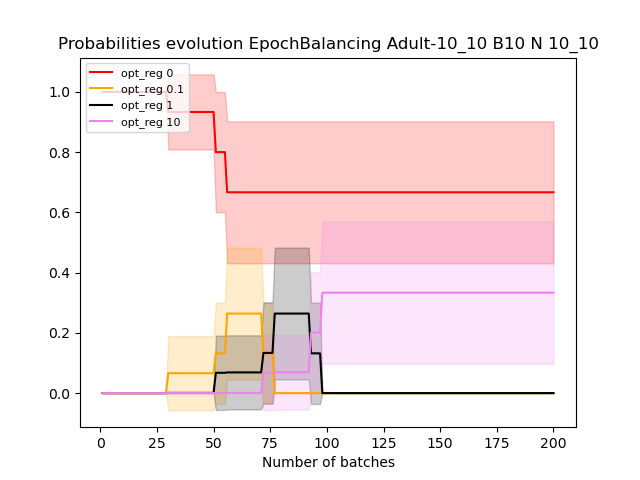 Probabilities evolution EpochBalancing Adult-10_10 B10 N 10_10
opt_reg 0
opt_reg 0.1
opt_reg 1
opt_reg 10
1.0
0.8
0.6
0.4
0.2
0.0
0 25 50 75 100 125 150 175 200
Number of batches